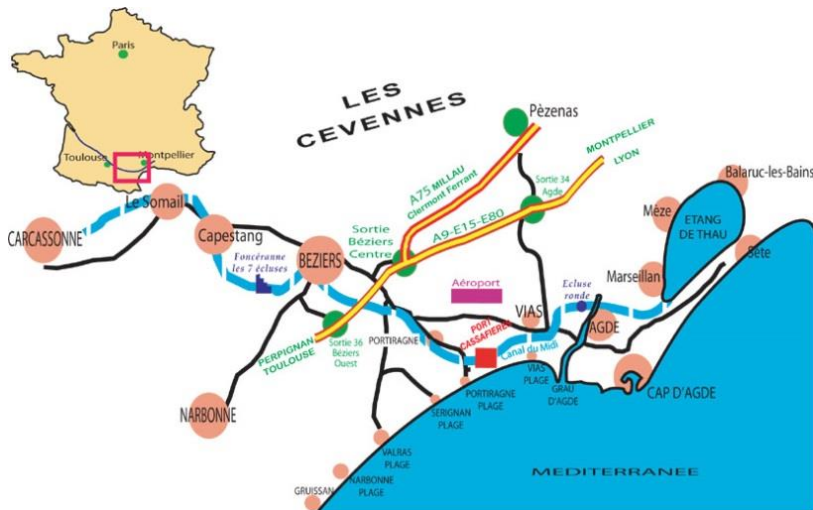 Paris
Toulouse
Montpellier
LES
CEVENNES
Pèzenas
MONTPELLIER
LYON
A75 MILLAU
Clermont Ferrant
Sortie 34
Agde
A9-E15-E80
Balaruc-les-Bains
Mèze
ETANG
DE THAU
Sète
Marseillan
Le Somail
CARCASSONNE
Capestang
Foncéranne
les 7 écluses
BEZIERS
Sortie
Béziers
Centre
Aéroport
Ecluse
ronde
VIAS
AGDE
PORT
CASSAFIERES
Canal du Midi
PORTIRAGNE
Sortie 36
Béziers
Ouest
PERPIGNAN
TOULOUSE
NARBONNE
VIAS
PLAGE
GRAU
D'AGDE
CAP D'AGDE
PORTIRAGNE
PLAGE
SERIGNAN
PLAGE
VALRAS
PLAGE
NARBONNE
PLAGE
GRUISSAN
MEDITERRANEE